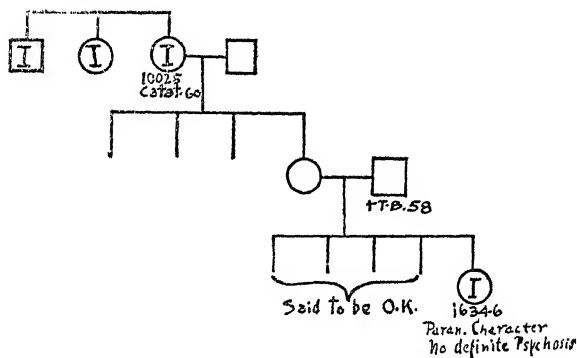 I I I
10025
Catat. 60
† T.B. 58
Said to be O.K.
I
16346
Paran. Character
No definite Psychosis